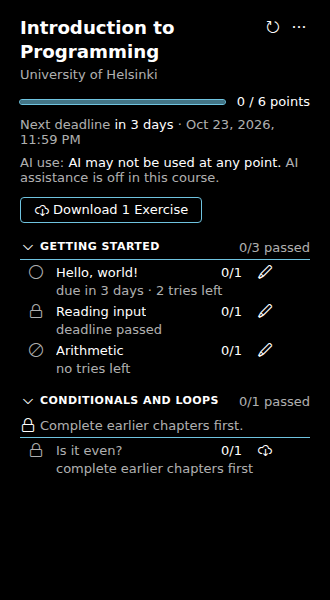 Introduction to
Programming
University of Helsinki
0 / 6 points
Next deadline in 3 days · Oct 23, 2026,
11:59 PM
AI use: AI may not be used at any point. AI
assistance is off in this course.
Download 1 Exercise
GETTING STARTED 0/3 passed
Hello, world! 0/1
due in 3 days · 2 tries left
Reading input 0/1
deadline passed
Arithmetic 0/1
no tries left
CONDITIONALS AND LOOPS 0/1 passed
Complete earlier chapters first.
Is it even? 0/1
complete earlier chapters first